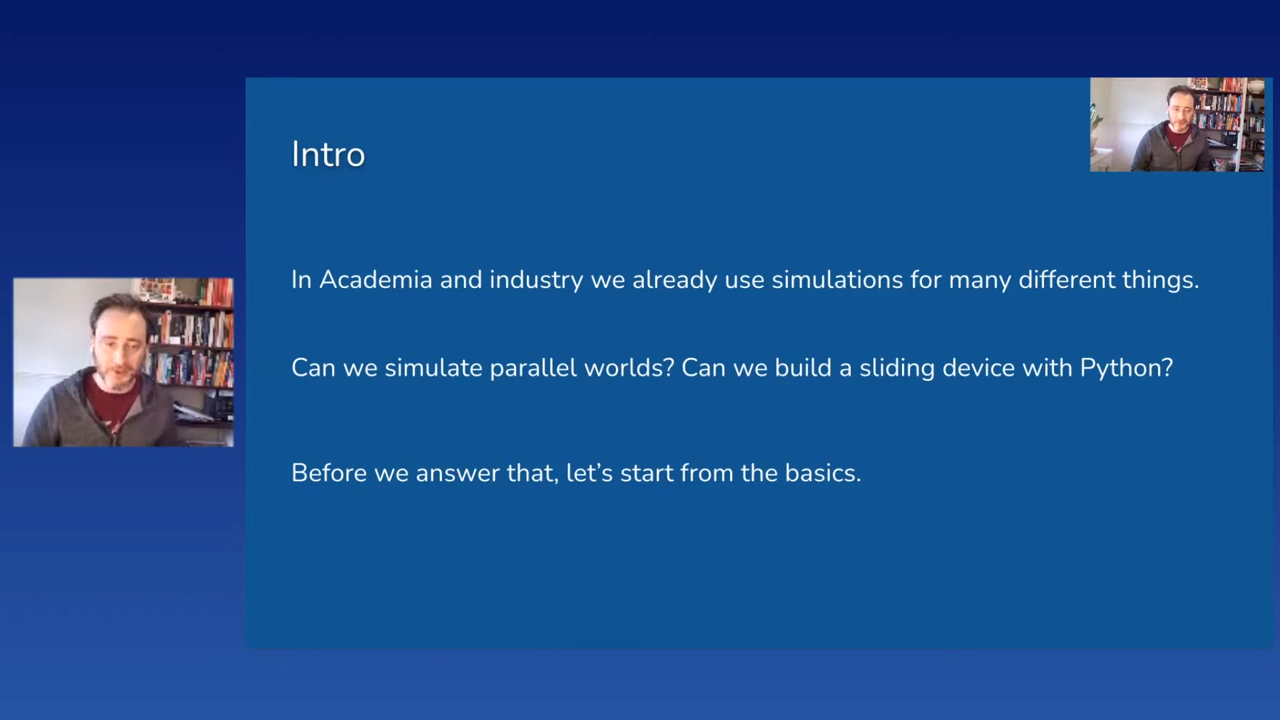 Intro
In Academia and industry we already use simulations for many different things.
Can we simulate parallel worlds? Can we build a sliding device with Python?
Before we answer that, let’s start from the basics.